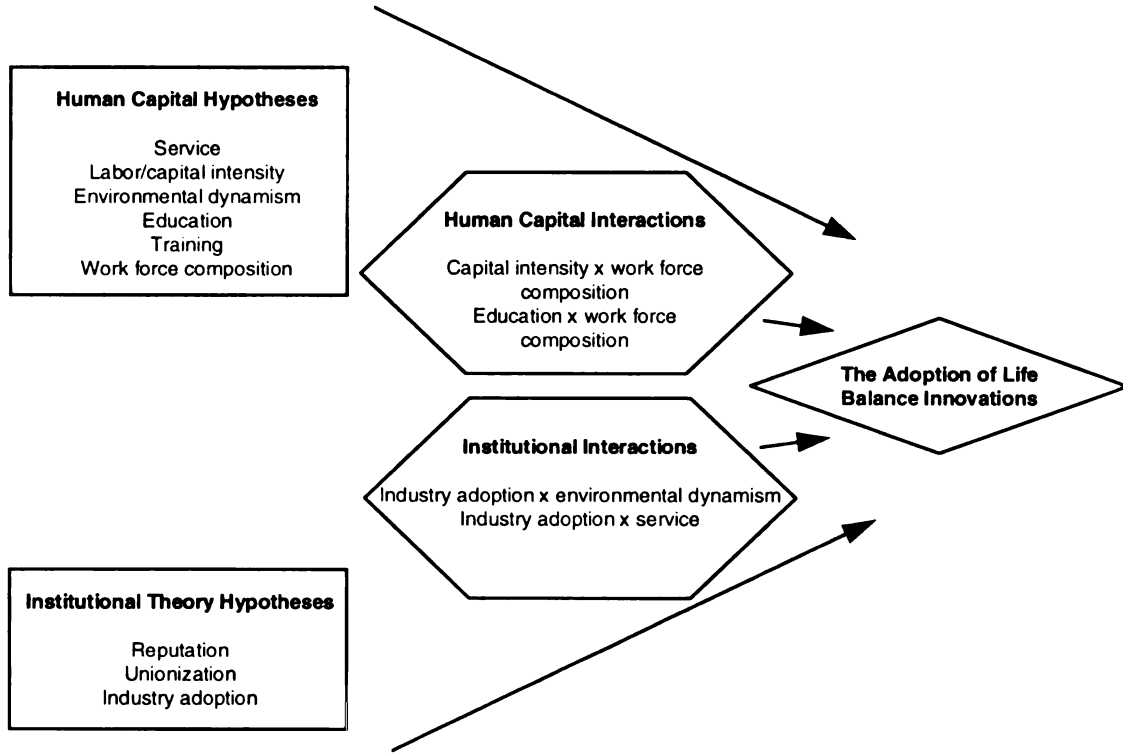 Human Capital Hypotheses
Service
Labor/capital intensity
Environmental dynamism
Education
Training
Work force composition
Human Capital Interactions
Capital intensity x work force
composition
Education x work force
composition
The Adoption of Life
Balance Innovations
Institutional Interactions
Industry adoption x environmental dynamism
Industry adoption x service
Institutional Theory Hypotheses
Reputation
Unionization
Industry adoption